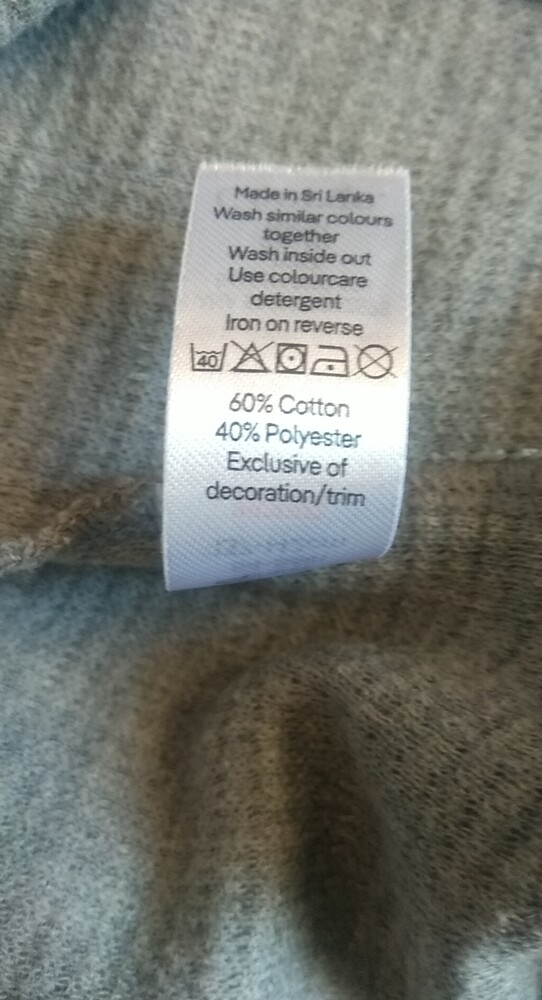 Made in Sri Lanka
Wash similar colours
together
Wash inside out
Use colourcare
detergent
Iron on reverse
40
60% Cotton
40% Polyester
Exclusive of
decoration/trim